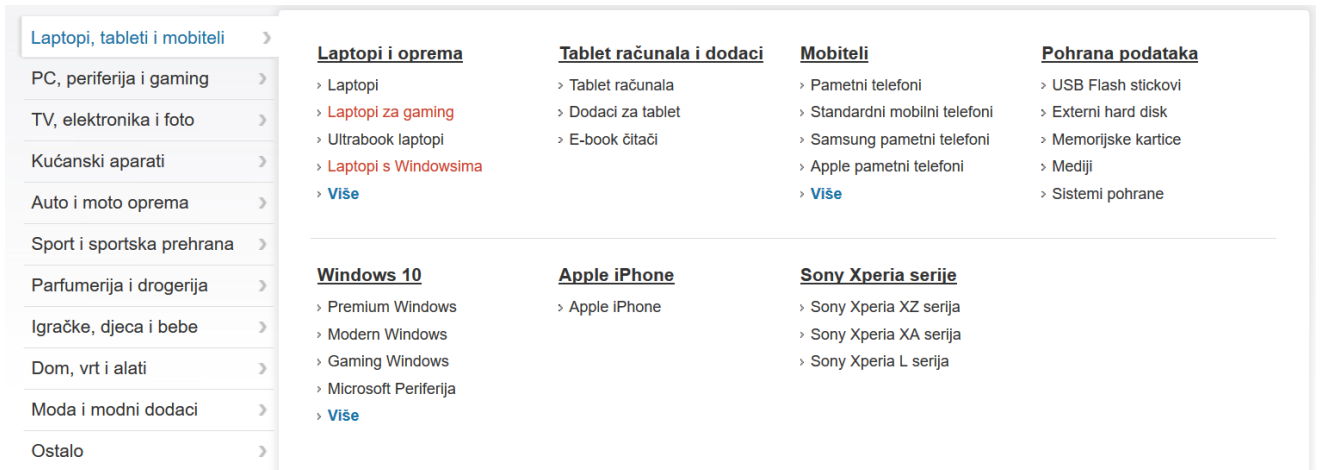 Laptopi, tableti i mobiteli
PC, periferija i gaming
TV, elektronika i foto
Kućanski aparati
Auto i moto oprema
Sport i sportska prehrana
Parfumerija i drogerija
Igračke, djeca i bebe
Dom, vrt i alati
Moda i modni dodaci
Ostalo
Laptopi i oprema
Laptopi
Laptopi za gaming
Ultrabook laptopi
Laptopi s Windowsima
Više
Tablet računala i dodaci
Tablet računala
Dodaci za tablet
E-book čitači
Mobiteli
Pametni telefoni
Standardni mobilni telefoni
Samsung pametni telefoni
Apple pametni telefoni
Više
Pohrana podataka
USB Flash stickovi
Externi hard disk
Memorijske kartice
Mediji
Sistemi pohrane
Windows 10
Premium Windows
Modern Windows
Gaming Windows
Microsoft Periferija
Više
Apple iPhone
Apple iPhone
Sony Xperia serije
Sony Xperia XZ serija
Sony Xperia XA serija
Sony Xperia L serija